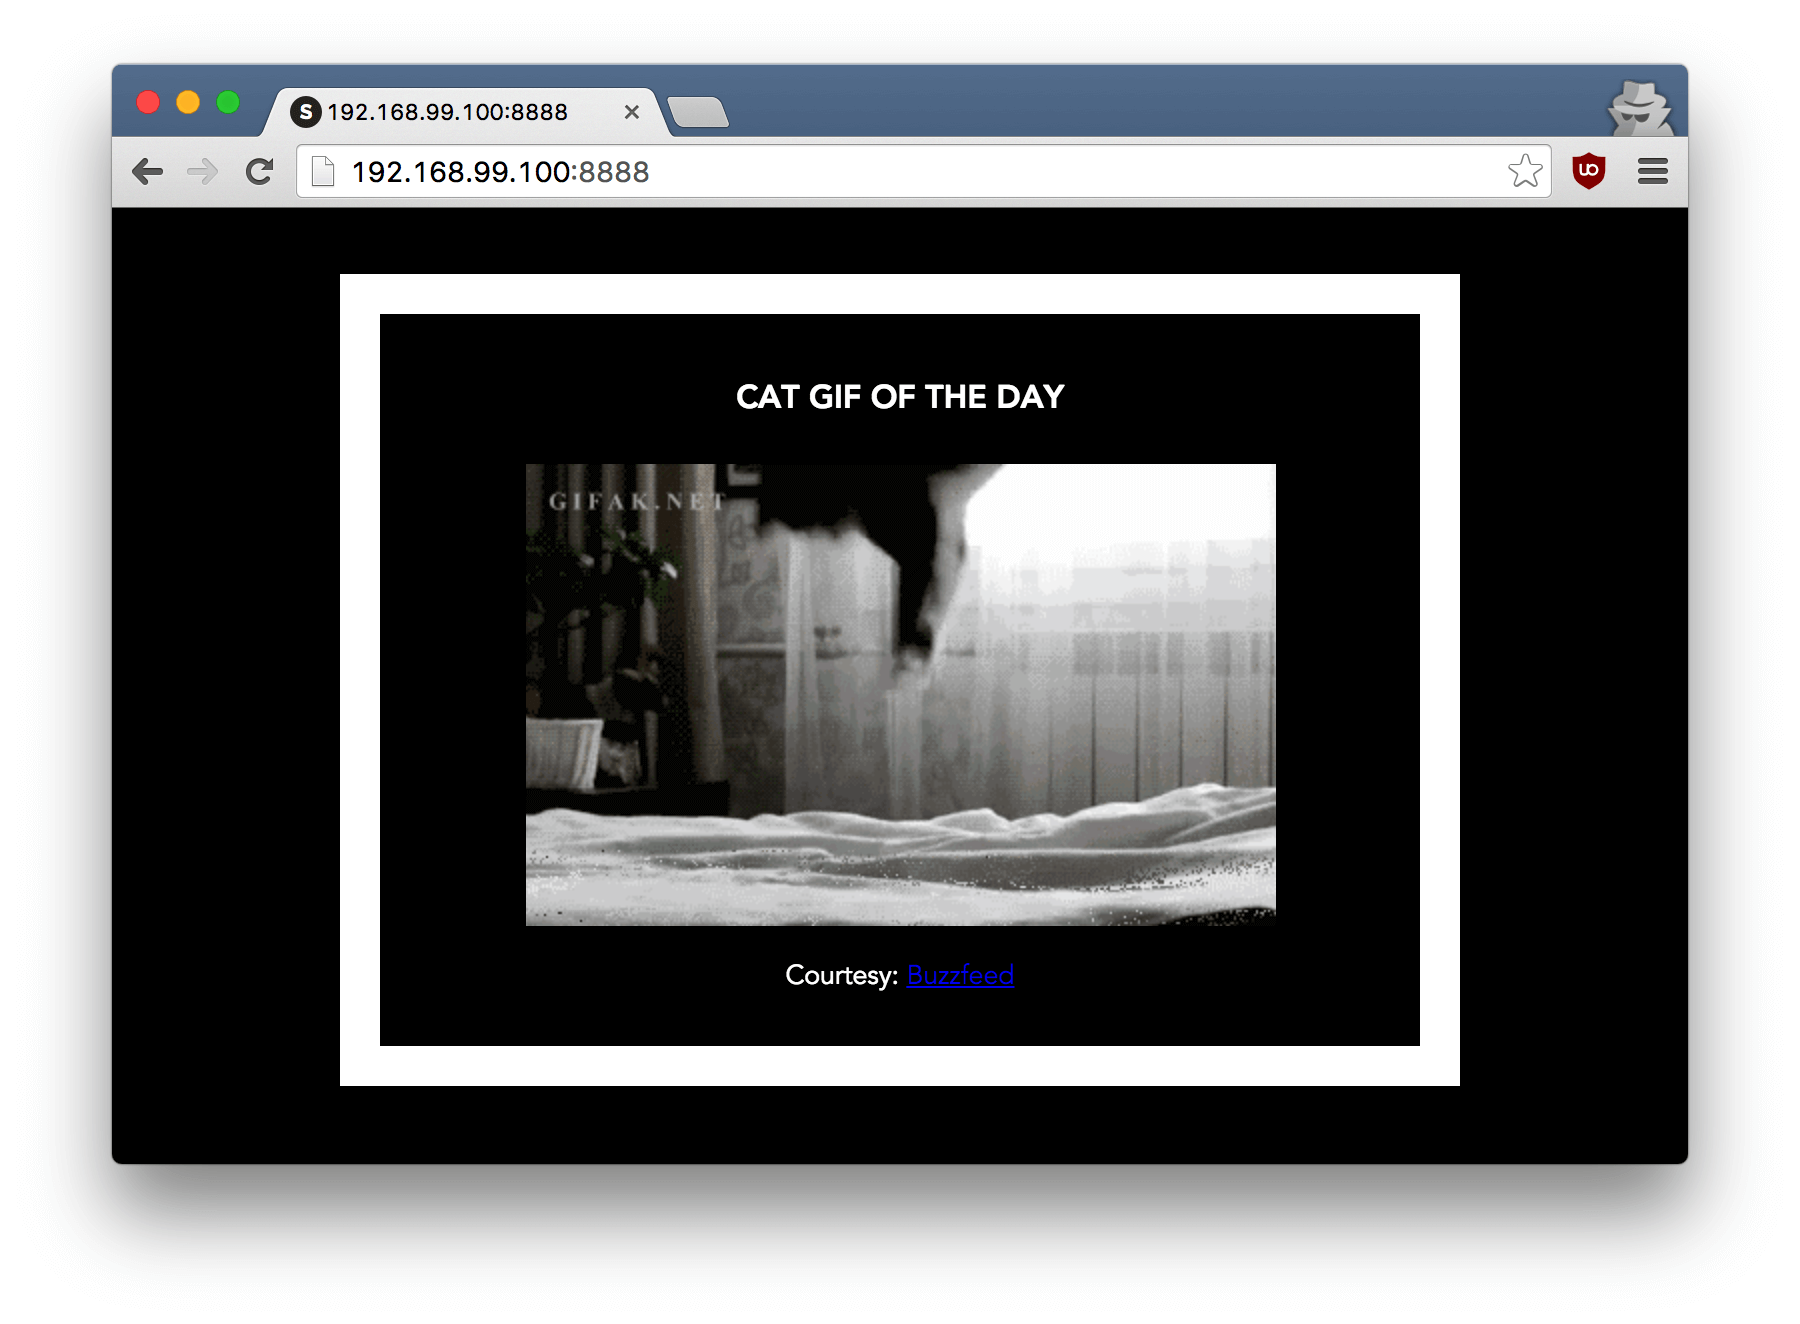 S 192.168.99.100:8888
192.168.99.100:8888
CAT GIF OF THE DAY
GIFAK.NET
Courtesy: Buzzfeed